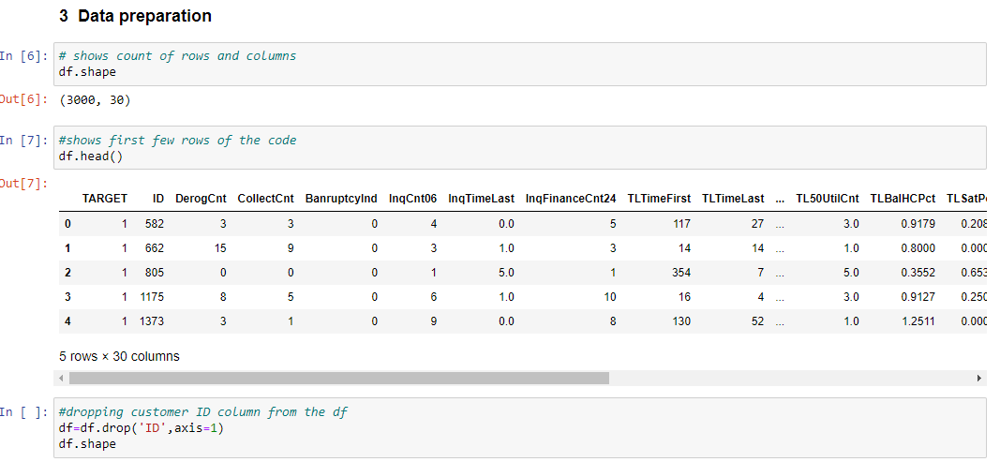 3 Data preparation
In [6]: # shows count of rows and columns
df.shape
Out[6]: (3000, 30)
In [7]: #shows first few rows of the code
df.head()
Out[7]:
TARGET ID DerogCnt CollectCnt BanruptcyInd InqCnt06 InqTimeLast InqFinanceCnt24 TLTimeFirst TLTimeLast ... TL50UtilCnt TLBalHCPct TLSatP
0 1 582 3 3 0 4 0.0 5 117 27 ... 3.0 0.9179 0.208
1 1 662 15 9 0 3 1.0 3 14 14 ... 1.0 0.8000 0.000
2 1 805 0 0 0 1 5.0 1 354 7 ... 5.0 0.3552 0.653
3 1 1175 8 5 0 6 1.0 10 16 4 ... 3.0 0.9127 0.250
4 1 1373 3 1 0 9 0.0 8 130 52 ... 1.0 1.2511 0.000
5 rows × 30 columns
In [ ]: #dropping customer ID column from the df
df=df.drop('ID',axis=1)
df.shape